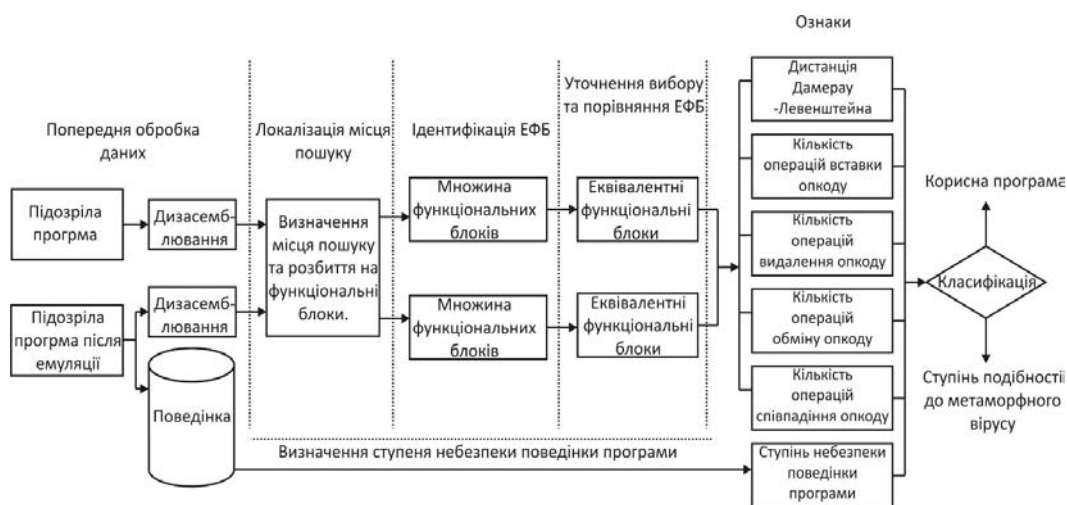 Ознаки
Попередня обробка
даних
Локалізація місця
пошуку
Ідентифікація ЕФБ
Уточнення вибору
та порівняння ЕФБ
Підозріла
прогрма
Дизасемб-
лювання
Підозріла
прогрма після
емуляції
Дизасемб-
лювання
Поведінка
Визначення
місця пошуку
та розбиття на
функціональні
блоки.
Множина
функціональних
блоків
Множина
функціональних
блоків
Еквівалентні
функціональні
блоки
Еквівалентні
функціональні
блоки
Визначення ступеня небезпеки поведінки програми
Дистанція
Дамерау
-Левенштейна
Кількість
операцій вставки
опкоду
Кількість
операцій
видалення опкоду
Кількість
операцій
обміну опкоду
Кількість
операцій
співпадіння опкоду
Ступінь небезпеки
поведінки
програми
Корисна програма
Класифікація
Ступінь подібності
до метаморфного
вірусу